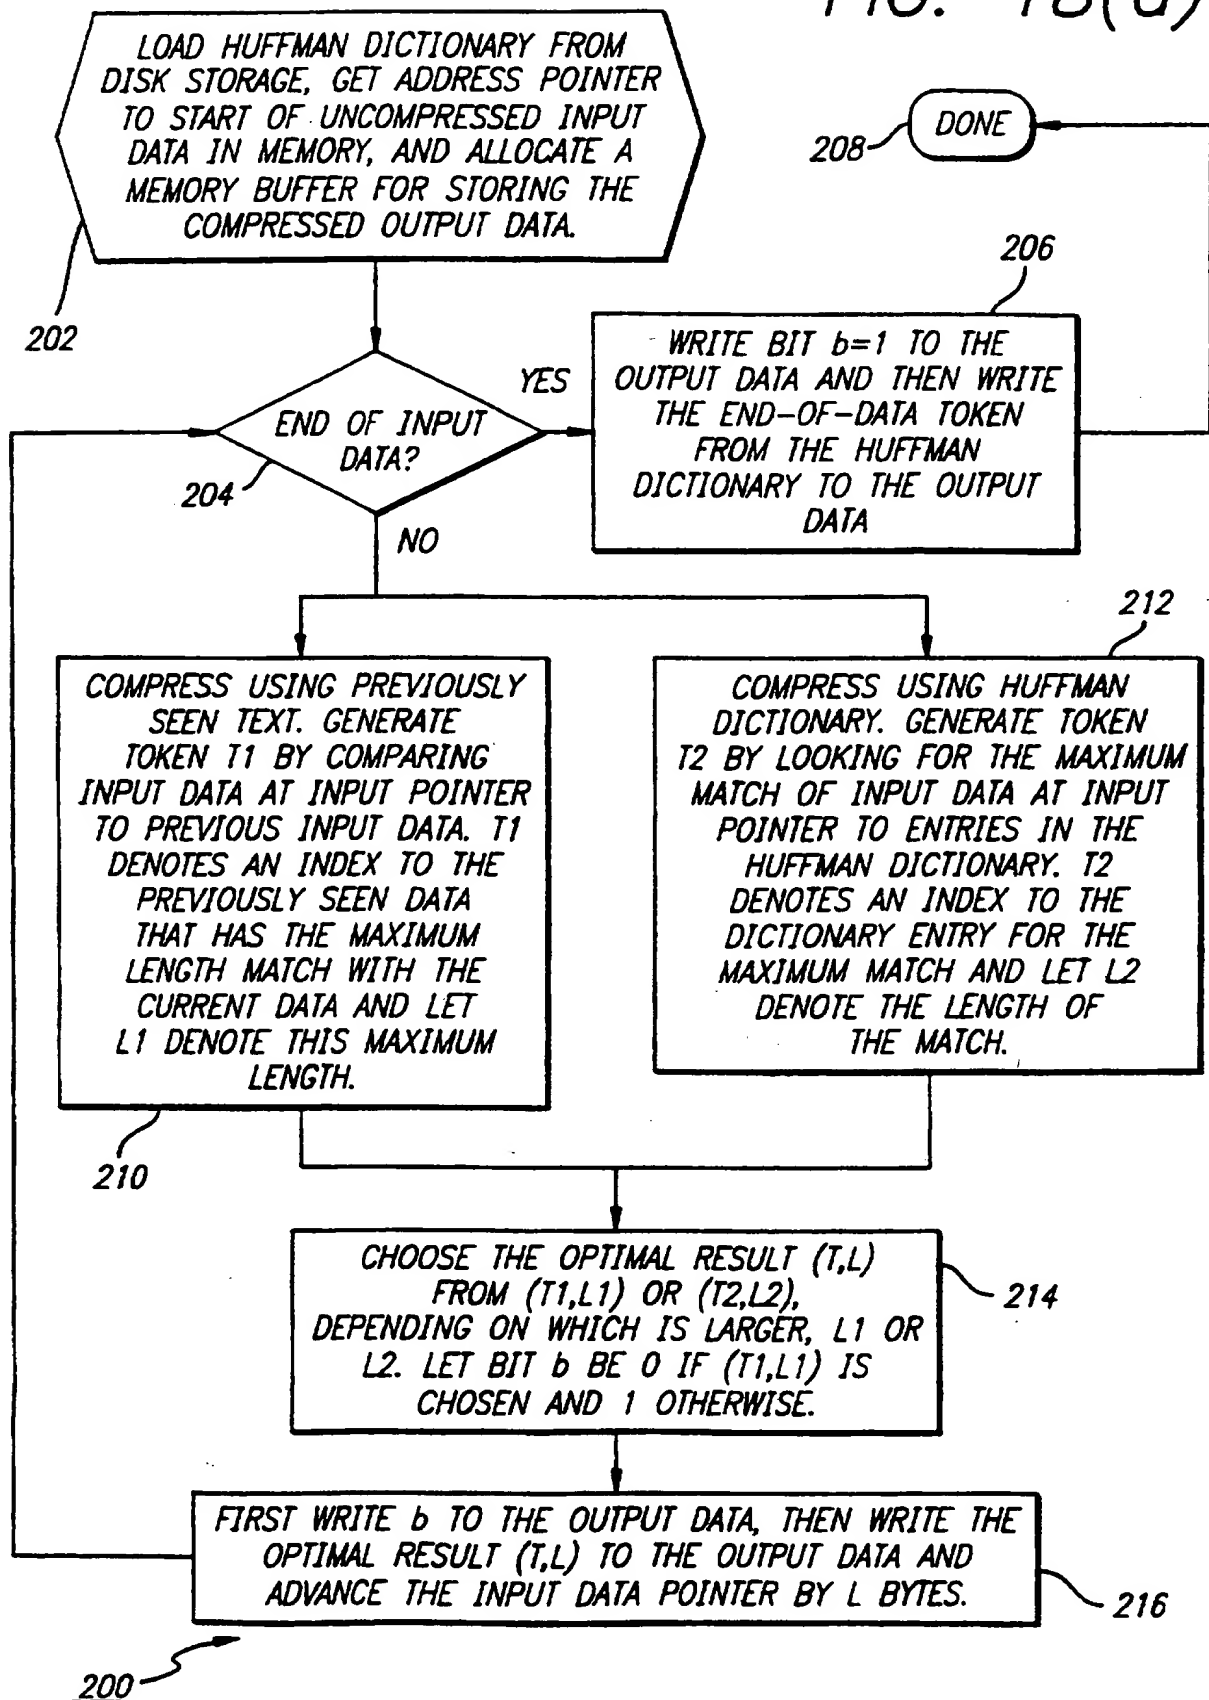 LOAD HUFFMAN DICTIONARY FROM
DISK STORAGE, GET ADDRESS POINTER
TO START OF UNCOMPRESSED INPUT
DATA IN MEMORY, AND ALLOCATE A
MEMORY BUFFER FOR STORING THE
COMPRESSED OUTPUT DATA.
202
DONE
208
206
WRITE BIT b=1 TO THE
OUTPUT DATA AND THEN WRITE
THE END-OF-DATA TOKEN
FROM THE HUFFMAN
DICTIONARY TO THE OUTPUT
DATA
YES
END OF INPUT
DATA?
204
NO
212
COMPRESS USING PREVIOUSLY
SEEN TEXT. GENERATE
TOKEN T1 BY COMPARING
INPUT DATA AT INPUT POINTER
TO PREVIOUS INPUT DATA. T1
DENOTES AN INDEX TO THE
PREVIOUSLY SEEN DATA
THAT HAS THE MAXIMUM
LENGTH MATCH WITH THE
CURRENT DATA AND LET
L1 DENOTE THIS MAXIMUM
LENGTH.
210
COMPRESS USING HUFFMAN
DICTIONARY. GENERATE TOKEN
T2 BY LOOKING FOR THE MAXIMUM
MATCH OF INPUT DATA AT INPUT
POINTER TO ENTRIES IN THE
HUFFMAN DICTIONARY. T2
DENOTES AN INDEX TO THE
DICTIONARY ENTRY FOR THE
MAXIMUM MATCH AND LET L2
DENOTE THE LENGTH OF
THE MATCH.
CHOOSE THE OPTIMAL RESULT (T,L)
FROM (T1,L1) OR (T2,L2),
DEPENDING ON WHICH IS LARGER, L1 OR
L2. LET BIT b BE 0 IF (T1,L1) IS
CHOSEN AND 1 OTHERWISE.
214
FIRST WRITE b TO THE OUTPUT DATA, THEN WRITE THE
OPTIMAL RESULT (T,L) TO THE OUTPUT DATA AND
ADVANCE THE INPUT DATA POINTER BY L BYTES.
216
200